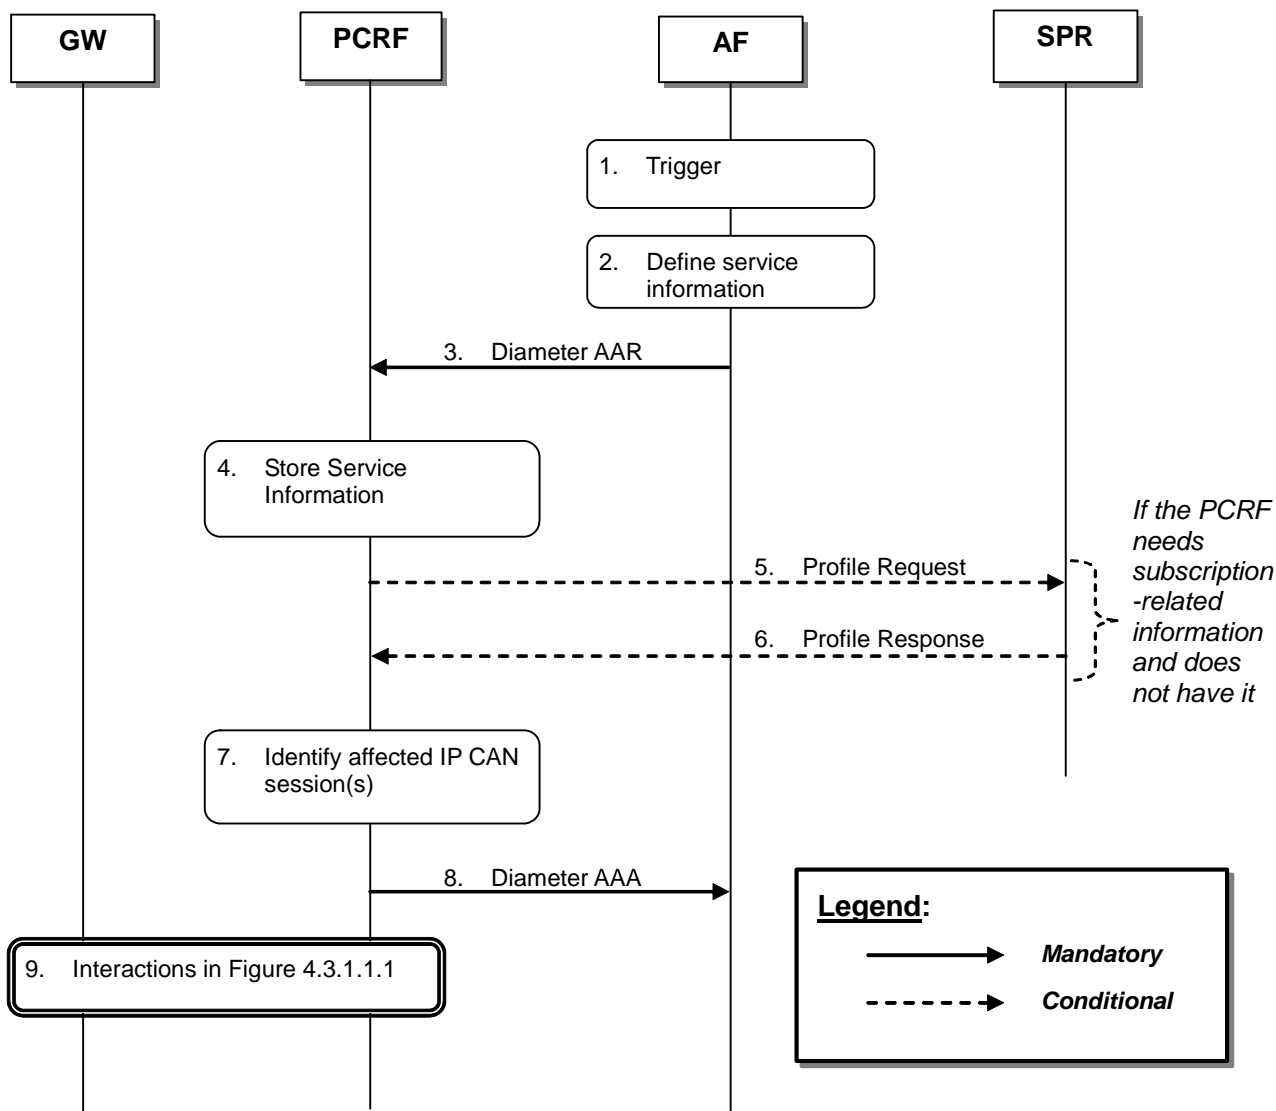 GW
PCRF
AF
SPR
1. Trigger
2. Define service
information
3. Diameter AAR
4. Store Service
Information
5. Profile Request
6. Profile Response
If the PCRF
needs
subscription
-related
information
and does
not have it
7. Identify affected IP CAN
session(s)
8. Diameter AAA
9. Interactions in Figure 4.3.1.1.1
Legend:
Mandatory
Conditional